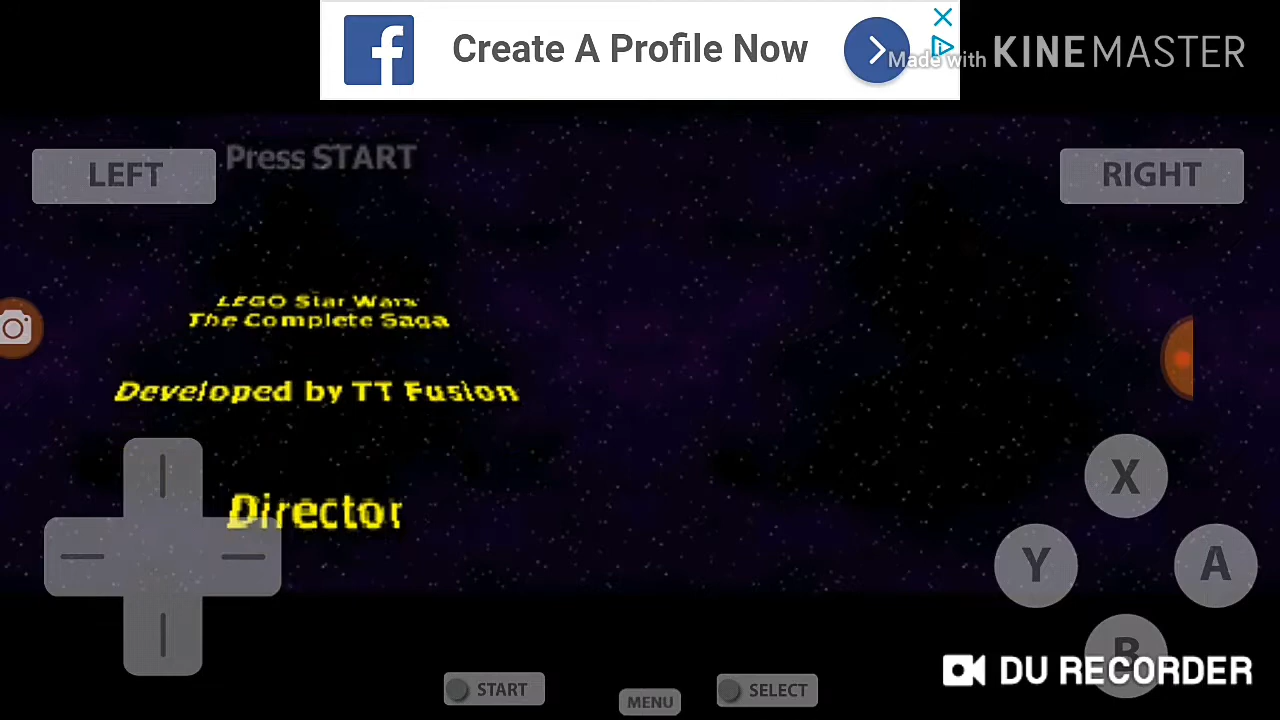 Create A Profile Now
Made with KINEMASTER
Press START
LEFT
RIGHT
LEGO Star Wars
The Complete Saga
Developed by TT Fusion
Director
X
Y
A
B
START
MENU
SELECT
DU RECORDER